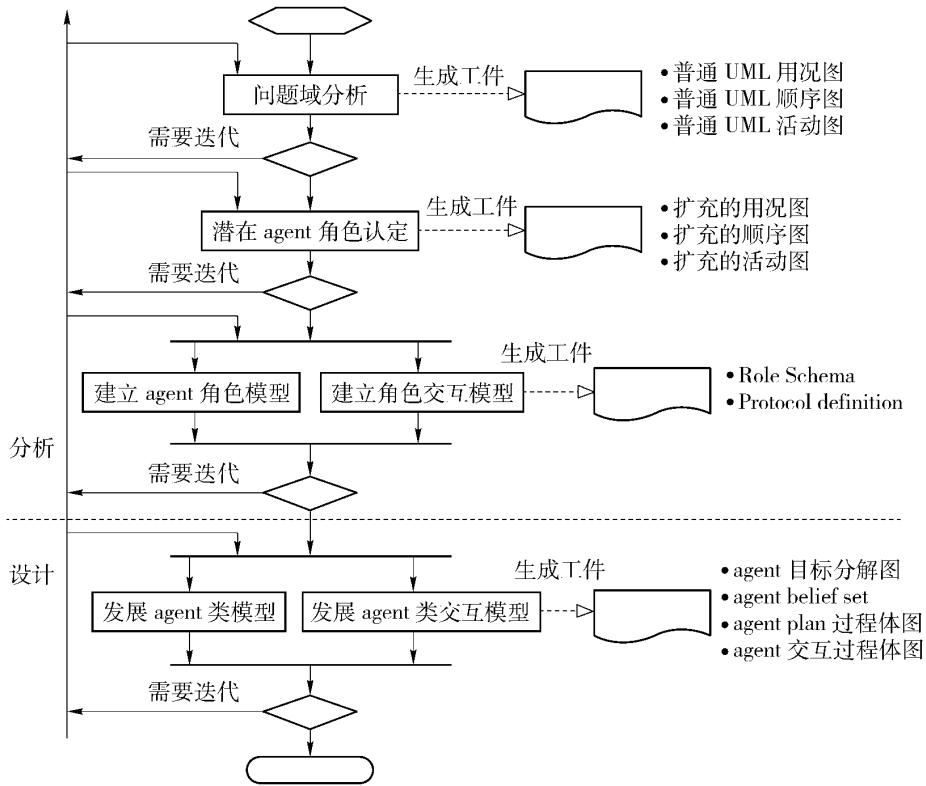 生成工件
问题域分析
• 普通 UML 用况图
• 普通 UML 顺序图
• 普通 UML 活动图
需要迭代
生成工件
潜在 agent 角色认定
• 扩充的用况图
• 扩充的顺序图
• 扩充的活动图
需要迭代
生成工件
建立 agent 角色模型
建立角色交互模型
• Role Schema
• Protocol definition
分析
需要迭代
设计
生成工件
发展 agent 类模型
发展 agent 类交互模型
• agent 目标分解图
• agent belief set
• agent plan 过程体图
• agent 交互过程体图
需要迭代